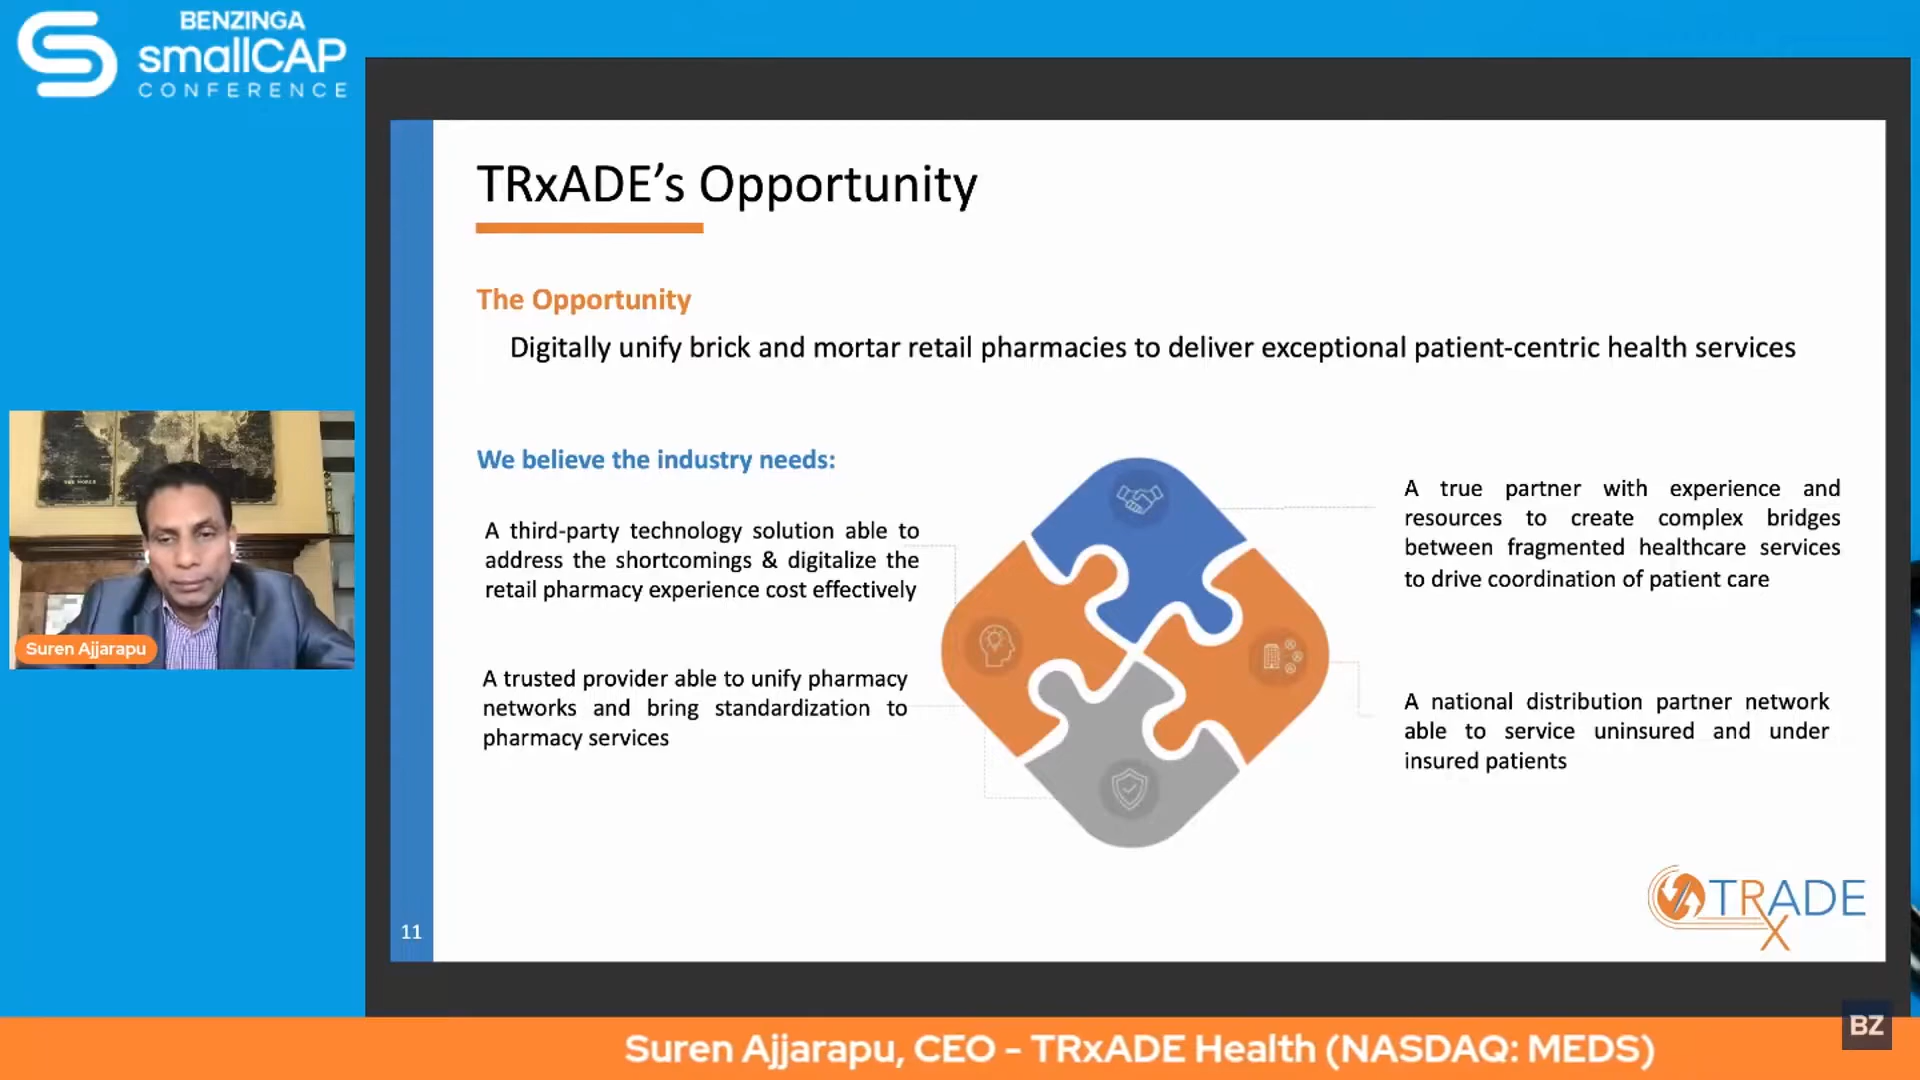 BENZINGA
smallCAP
CONFERENCE
TRxADE’s Opportunity
The Opportunity
Digitally unify brick and mortar retail pharmacies to deliver exceptional patient-centric health services
We believe the industry needs:
A third-party technology solution able to
address the shortcomings & digitalize the
retail pharmacy experience cost effectively
A trusted provider able to unify pharmacy
networks and bring standardization to
pharmacy services
A true partner with experience and
resources to create complex bridges
between fragmented healthcare services
to drive coordination of patient care
A national distribution partner network
able to service uninsured and under
insured patients
Suren Ajjarapu
11
TRADE
X
BZ
Suren Ajjarapu, CEO - TRxADE Health (NASDAQ: MEDS)